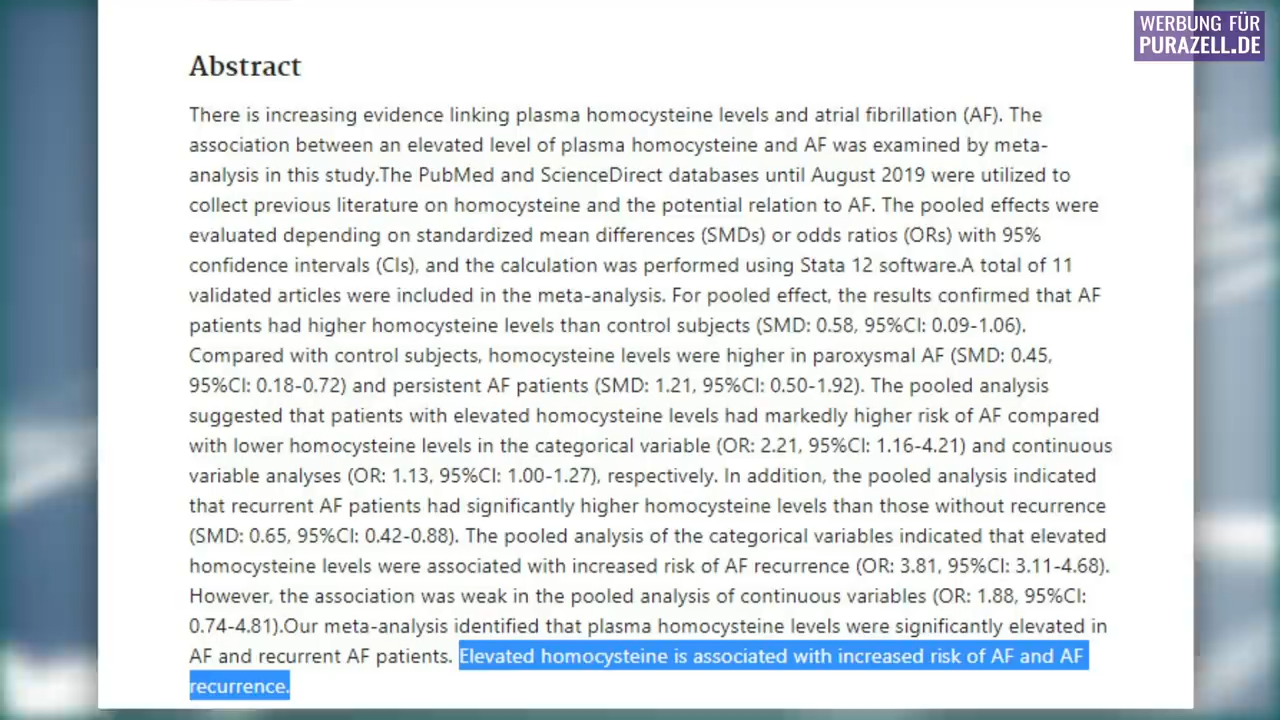 WERBUNG FÜR
PURAZELL.DE
Abstract
There is increasing evidence linking plasma homocysteine levels and atrial fibrillation (AF). The
association between an elevated level of plasma homocysteine and AF was examined by meta-
analysis in this study.The PubMed and ScienceDirect databases until August 2019 were utilized to
collect previous literature on homocysteine and the potential relation to AF. The pooled effects were
evaluated depending on standardized mean differences (SMDs) or odds ratios (ORs) with 95%
confidence intervals (CIs), and the calculation was performed using Stata 12 software.A total of 11
validated articles were included in the meta-analysis. For pooled effect, the results confirmed that AF
patients had higher homocysteine levels than control subjects (SMD: 0.58, 95%CI: 0.09-1.06).
Compared with control subjects, homocysteine levels were higher in paroxysmal AF (SMD: 0.45,
95%CI: 0.18-0.72) and persistent AF patients (SMD: 1.21, 95%CI: 0.50-1.92). The pooled analysis
suggested that patients with elevated homocysteine levels had markedly higher risk of AF compared
with lower homocysteine levels in the categorical variable (OR: 2.21, 95%CI: 1.16-4.21) and continuous
variable analyses (OR: 1.13, 95%CI: 1.00-1.27), respectively. In addition, the pooled analysis indicated
that recurrent AF patients had significantly higher homocysteine levels than those without recurrence
(SMD: 0.65, 95%CI: 0.42-0.88). The pooled analysis of the categorical variables indicated that elevated
homocysteine levels were associated with increased risk of AF recurrence (OR: 3.81, 95%CI: 3.11-4.68).
However, the association was weak in the pooled analysis of continuous variables (OR: 1.88, 95%CI:
0.74-4.81).Our meta-analysis identified that plasma homocysteine levels were significantly elevated in
AF and recurrent AF patients. Elevated homocysteine is associated with increased risk of AF and AF
recurrence.